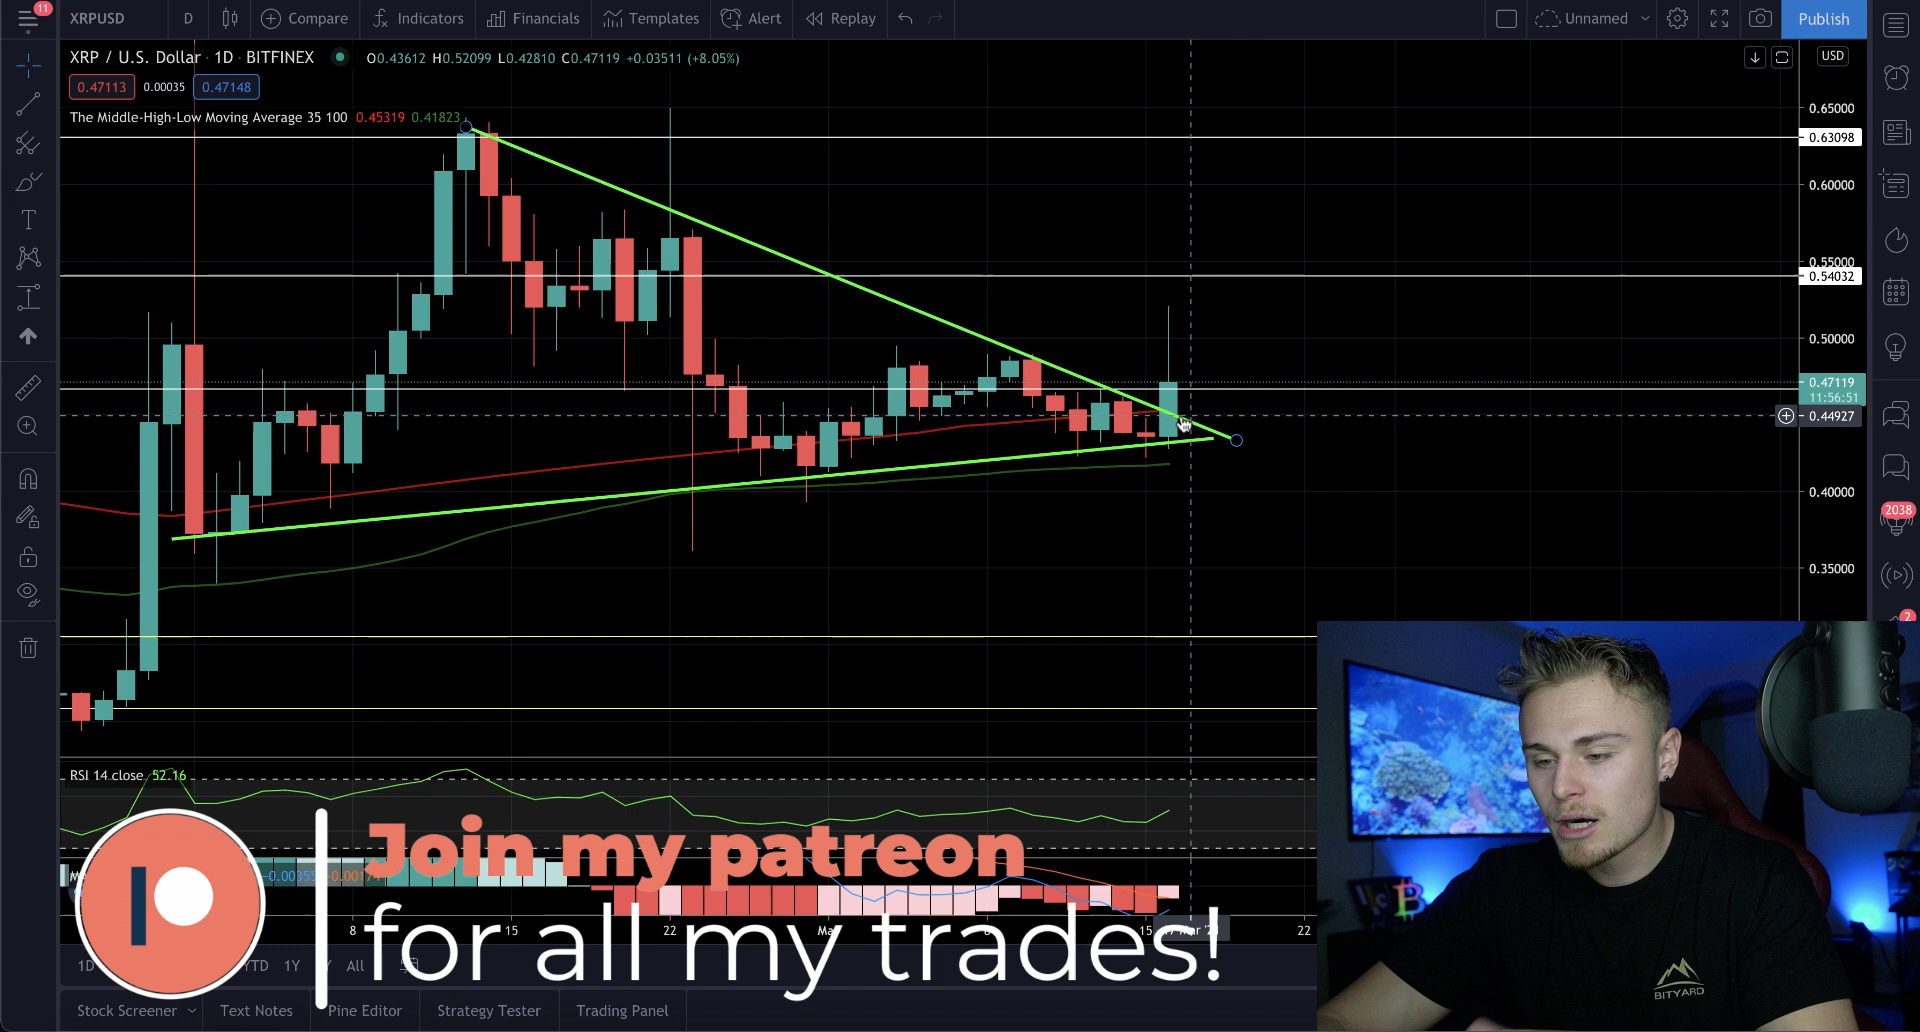 11
XRPUSD D Compare Indicators Financials Templates Alert Replay Unnamed Publish
XRP / U.S. Dollar · 1D · BITFINEX O0.43612 H0.52099 L0.42810 C0.47119 +0.03511 (+8.05%)
USD
0.47113 0.00035 0.47148
The Middle-High-Low Moving Average 35 100 0.45319 0.41823
0.65000
0.63098
0.60000
0.55000
0.54032
0.50000
0.47119
11:56:51
0.44927
0.40000
0.35000
2038
2
RSI 14 close 52.16
Join my patreon
-0.00355
for all my trades!
8 15 22 15 22
1D YTD 1Y All
BITYARD
Stock Screener Text Notes Pine Editor Strategy Tester Trading Panel